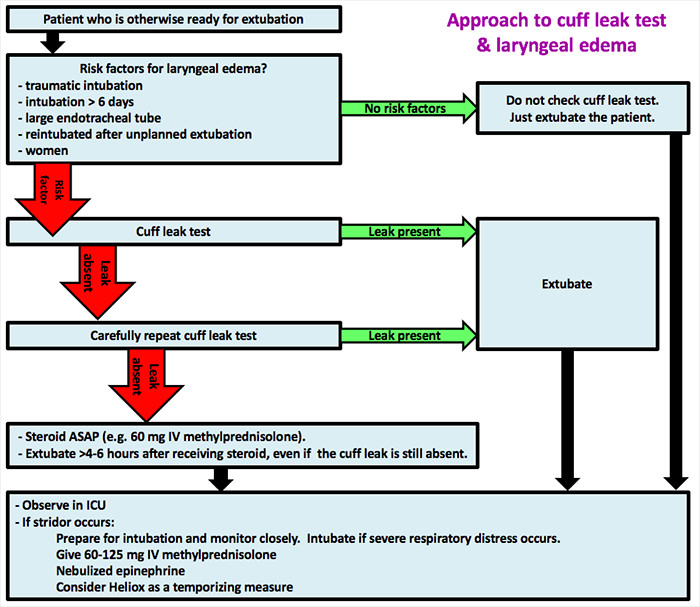 Approach to cuff leak test
& laryngeal edema
Patient who is otherwise ready for extubation
Risk factors for laryngeal edema?
- traumatic intubation
- intubation > 6 days
- large endotracheal tube
- reintubated after unplanned extubation
- women
No risk factors
Do not check cuff leak test.
Just extubate the patient.
Risk
factor
Cuff leak test
Leak present
Extubate
Leak
absent
Carefully repeat cuff leak test
Leak present
Leak
absent
- Steroid ASAP (e.g. 60 mg IV methylprednisolone).
- Extubate >4-6 hours after receiving steroid, even if the cuff leak is still absent.
- Observe in ICU
- If stridor occurs:
Prepare for intubation and monitor closely. Intubate if severe respiratory distress occurs.
Give 60-125 mg IV methylprednisolone
Nebulized epinephrine
Consider Heliox as a temporizing measure